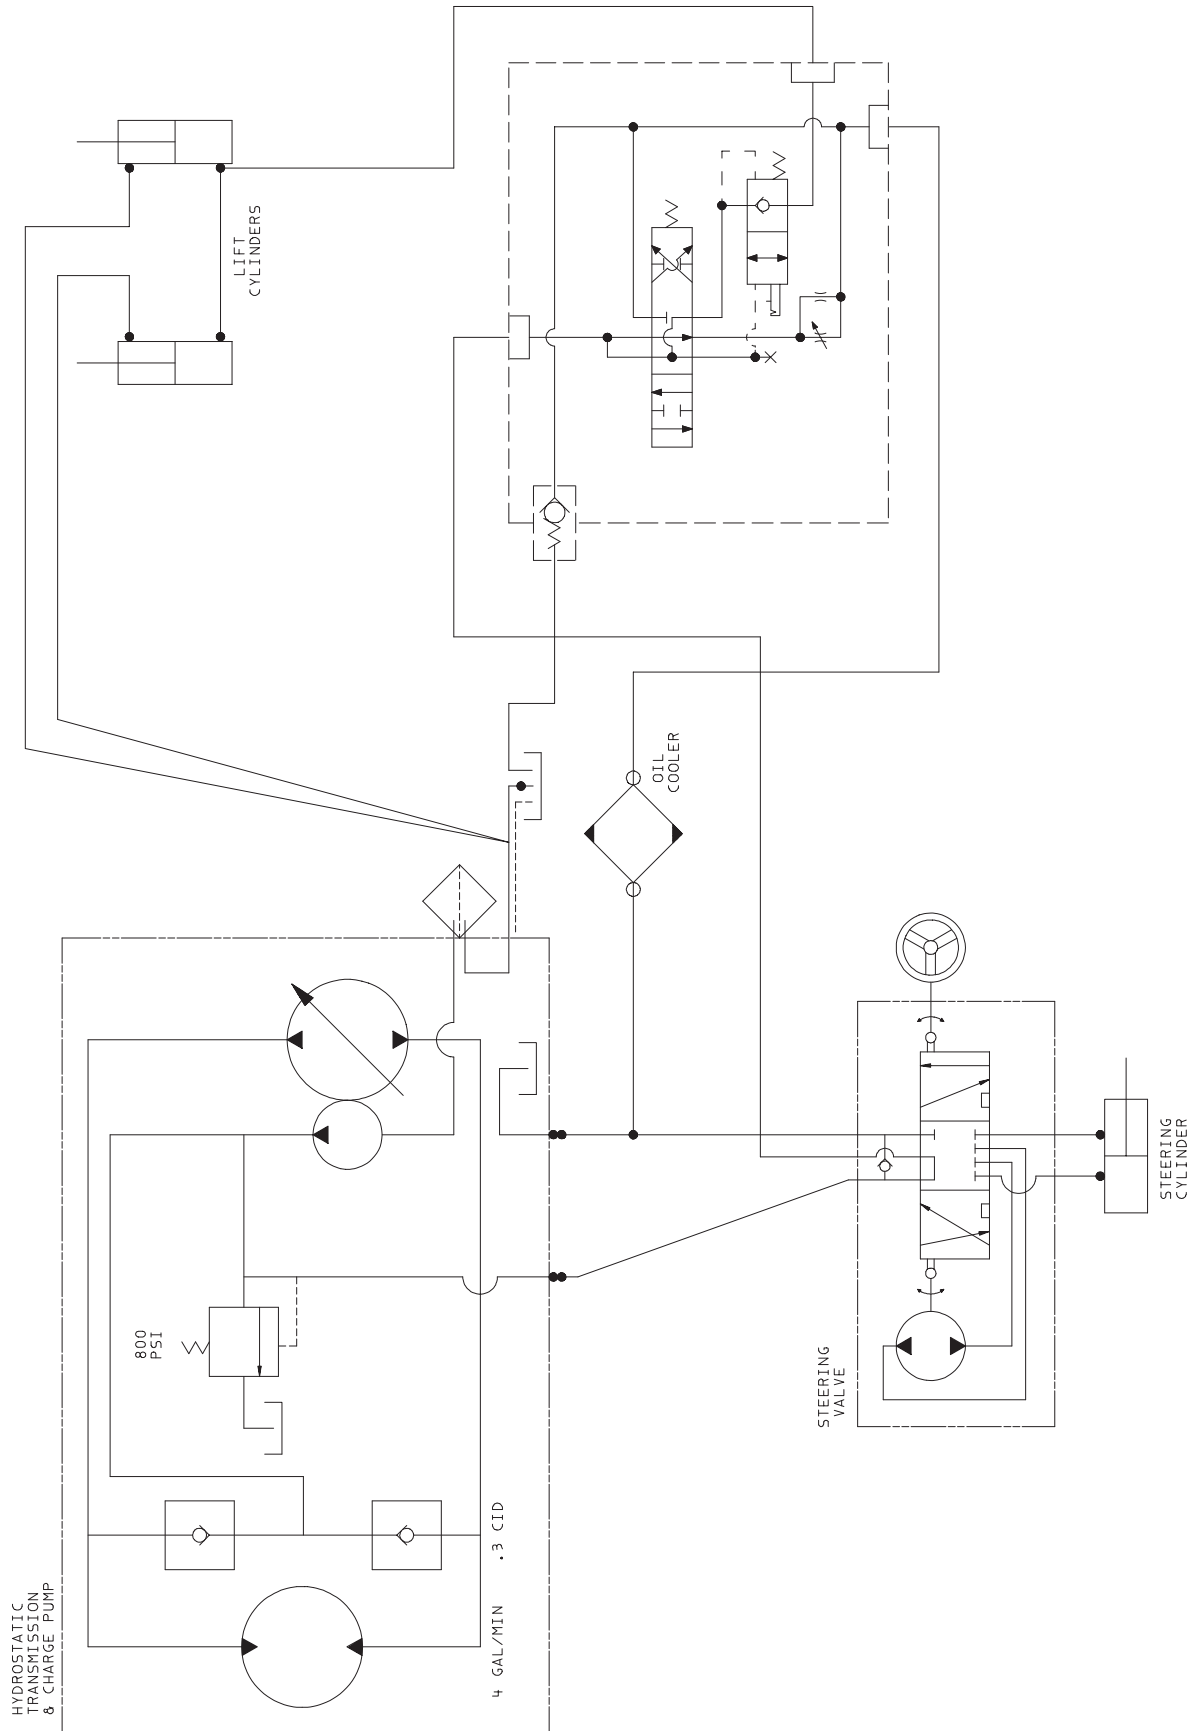 LIFT
CYLINDERS
OIL
COOLER
800
PSI
STEERING
VALVE
STEERING
CYLINDER
HYDROSTATIC
TRANSMISSION
& CHARGE PUMP
4 GAL/MIN .3 CID